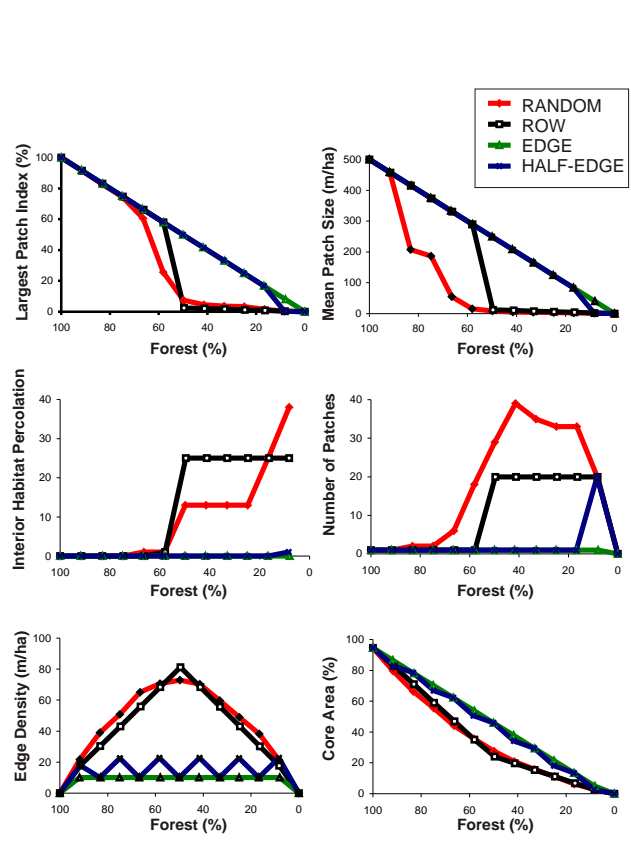 RANDOM
ROW
EDGE
HALF-EDGE
Largest Patch Index (%)
100
80
60
40
20
0
100 80 60 40 20 0
Forest (%)
Mean Patch Size (m/ha)
500
400
300
200
100
0
100 80 60 40 20 0
Forest (%)
Interior Habitat Percolation
40
30
20
10
0
100 80 60 40 20 0
Forest (%)
Number of Patches
40
30
20
10
0
100 80 60 40 20 0
Forest (%)
Edge Density (m/ha)
100
80
60
40
20
0
100 80 60 40 20 0
Forest (%)
Core Area (%)
100
80
60
40
20
0
100 80 60 40 20 0
Forest (%)